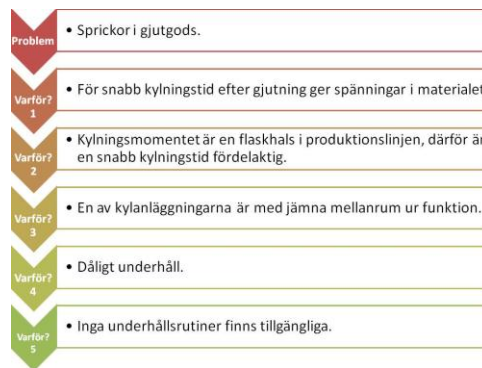 Problem
• Sprickor i gjutgods.
Varför?
1
• För snabb kylningstid efter gjutning ger spänningar i materialet
Varför?
2
• Kylningsmomentet är en flaskhals i produktionslinjen, därför är
en snabb kylningstid fördelaktig.
Varför?
3
• En av kylanläggningarna är med jämna mellanrum ur funktion.
Varför?
4
• Dåligt underhåll.
Varför?
5
• Inga underhållsrutiner finns tillgängliga.